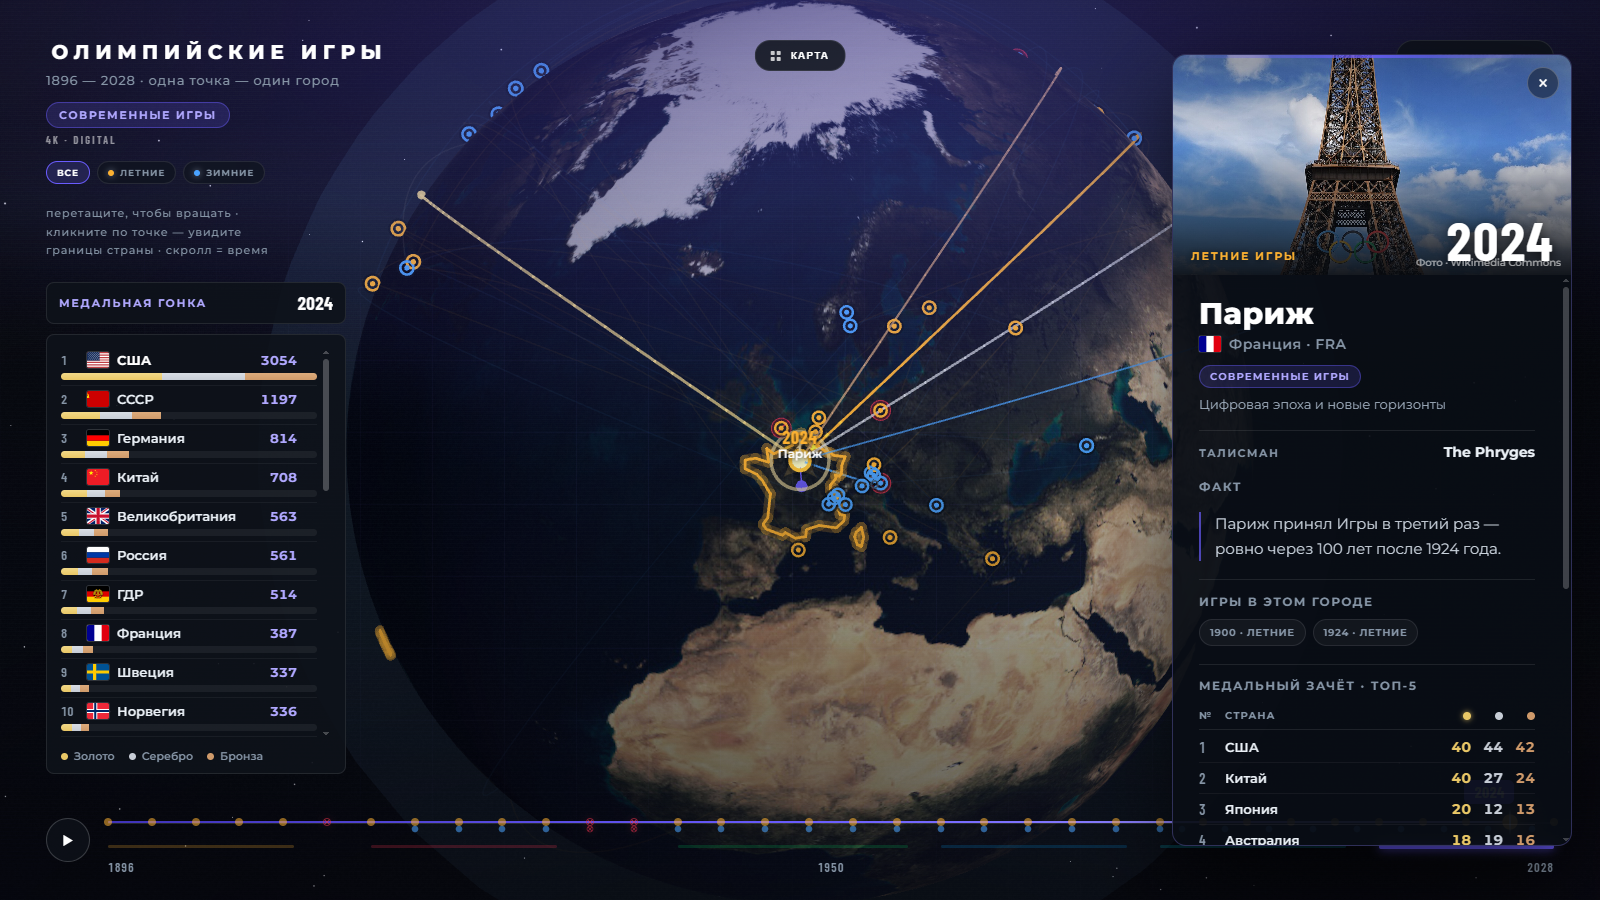 ОЛИМПИЙСКИЕ ИГРЫ
1896 — 2028 · одна точка — один город
СОВРЕМЕННЫЕ ИГРЫ
4K · DIGITAL
ВСЕ
ЛЕТНИЕ
ЗИМНИЕ
перетащите, чтобы вращать ·
кликните по точке — увидите
границы страны · скролл = время
МЕДАЛЬНАЯ ГОНКА 2024
1 США 3054
2 СССР 1197
3 Германия 814
4 Китай 708
5 Великобритания 563
6 Россия 561
7 ГДР 514
8 Франция 387
9 Швеция 337
10 Норвегия 336
Золото Серебро Бронза
КАРТА
2024
Париж
×
ЛЕТНИЕ ИГРЫ
2024
Фото · Wikimedia Commons
Париж
Франция · FRA
СОВРЕМЕННЫЕ ИГРЫ
Цифровая эпоха и новые горизонты
ТАЛИСМАН The Phryges
ФАКТ
Париж принял Игры в третий раз —
ровно через 100 лет после 1924 года.
ИГРЫ В ЭТОМ ГОРОДЕ
1900 · ЛЕТНИЕ
1924 · ЛЕТНИЕ
МЕДАЛЬНЫЙ ЗАЧЁТ · ТОП-5
№ СТРАНА
1 США 40 44 42
2 Китай 40 27 24
3 Япония 20 12 13
4 Австралия 18 19 16
1896
1950
2028